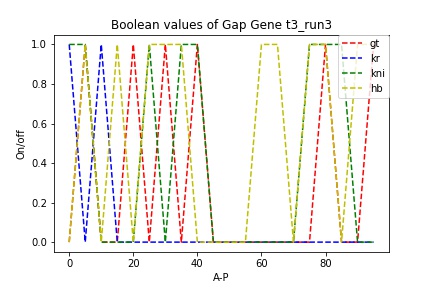 Boolean values of Gap Gene t3_run3
1.0
0.8
0.6
0.4
0.2
0.0
On/off
0 20 40 60 80
A-P
gt
kr
kni
hb